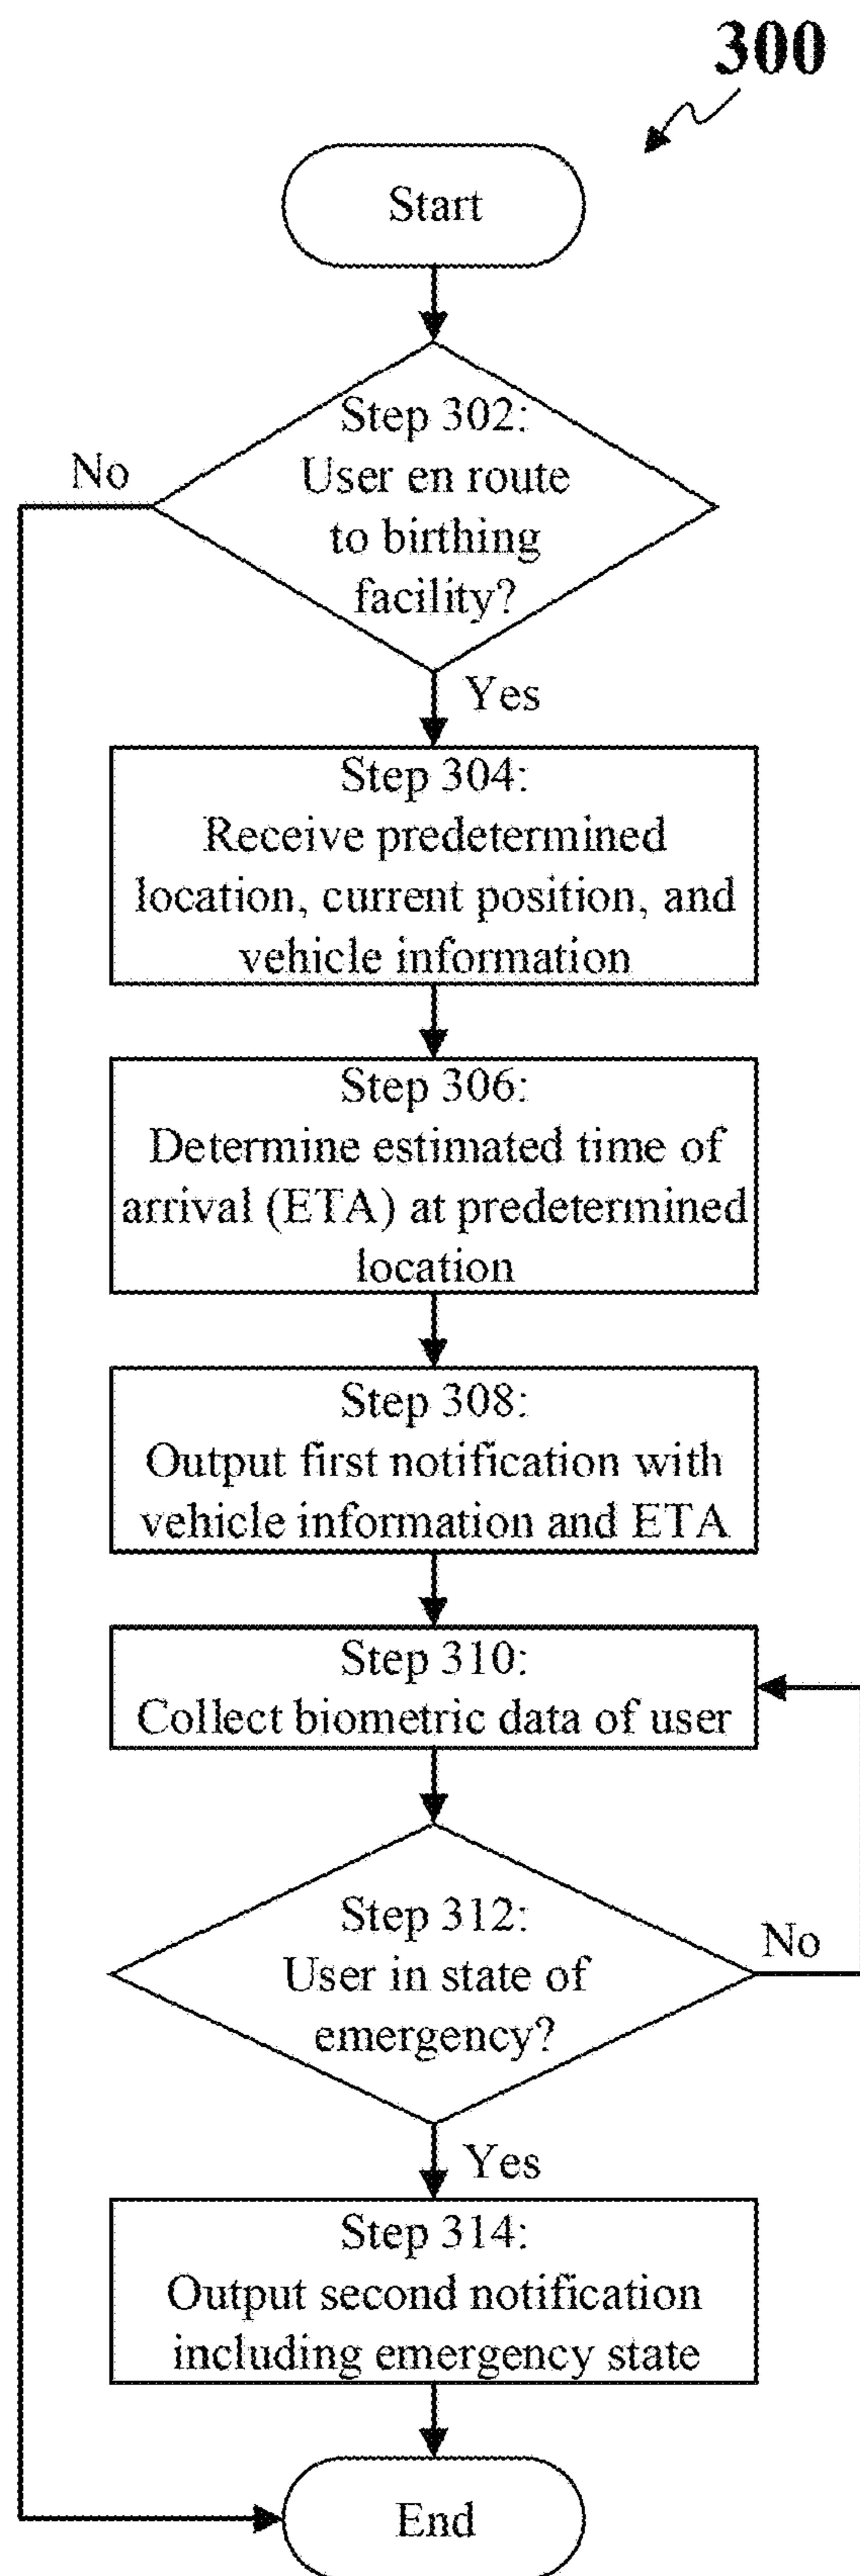 300
Start
Step 302:
User en route
to birthing
facility?
No
Yes
Step 304:
Receive predetermined
location, current position, and
vehicle information
Step 306:
Determine estimated time of
arrival (ETA) at predetermined
location
Step 308:
Output first notification with
vehicle information and ETA
Step 310:
Collect biometric data of user
Step 312:
User in state of
emergency?
No
Yes
Step 314:
Output second notification
including emergency state
End